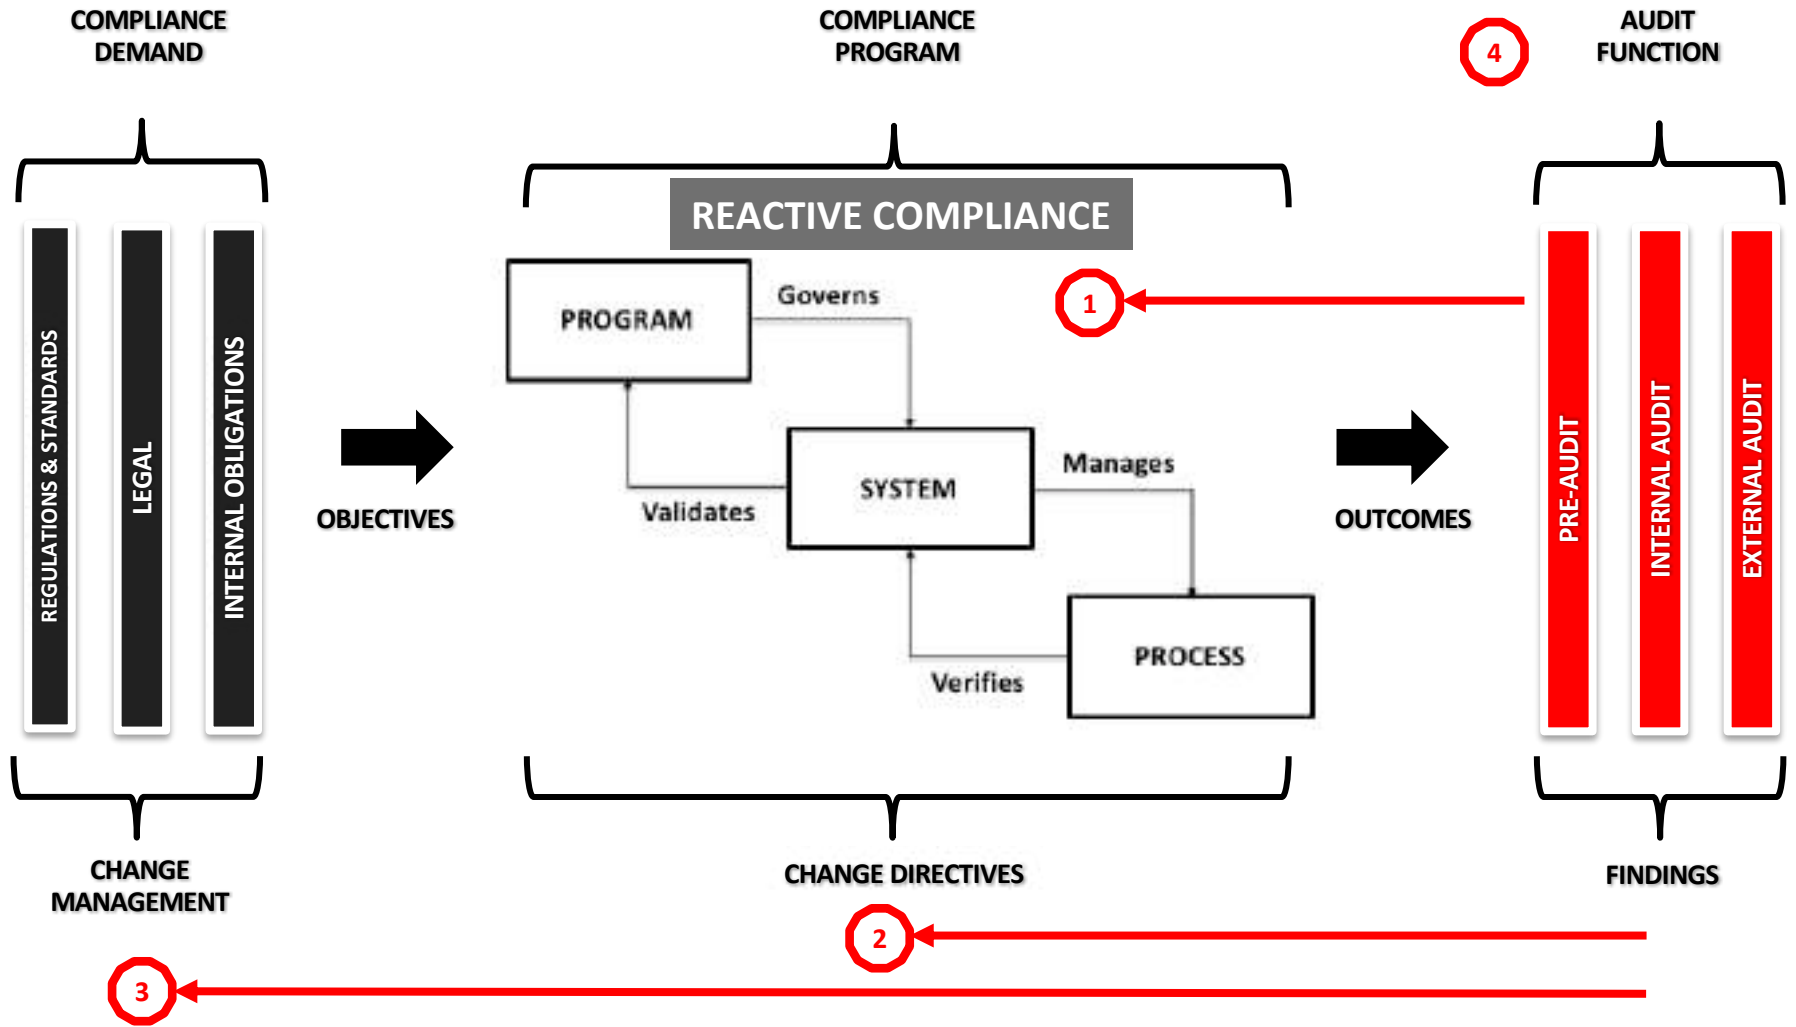 COMPLIANCE
DEMAND
COMPLIANCE
PROGRAM
4
AUDIT
FUNCTION
REACTIVE COMPLIANCE
REGULATIONS & STANDARDS
LEGAL
INTERNAL OBLIGATIONS
OBJECTIVES
PROGRAM
Governs
1
SYSTEM
Validates
Manages
PROCESS
Verifies
OUTCOMES
PRE-AUDIT
INTERNAL AUDIT
EXTERNAL AUDIT
CHANGE
MANAGEMENT
CHANGE DIRECTIVES
FINDINGS
2
3